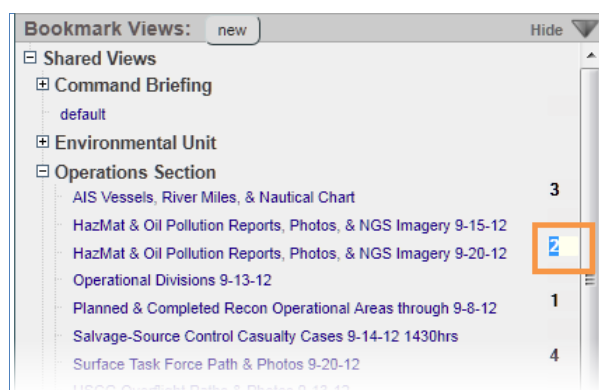 Bookmark Views: new Hide
Shared Views
Command Briefing
default
Environmental Unit
Operations Section
AIS Vessels, River Miles, & Nautical Chart 3
HazMat & Oil Pollution Reports, Photos, & NGS Imagery 9-15-12
HazMat & Oil Pollution Reports, Photos, & NGS Imagery 9-20-12 2
Operational Divisions 9-13-12
Planned & Completed Recon Operational Areas through 9-8-12 1
Salvage-Source Control Casualty Cases 9-14-12 1430hrs
Surface Task Force Path & Photos 9-20-12 4